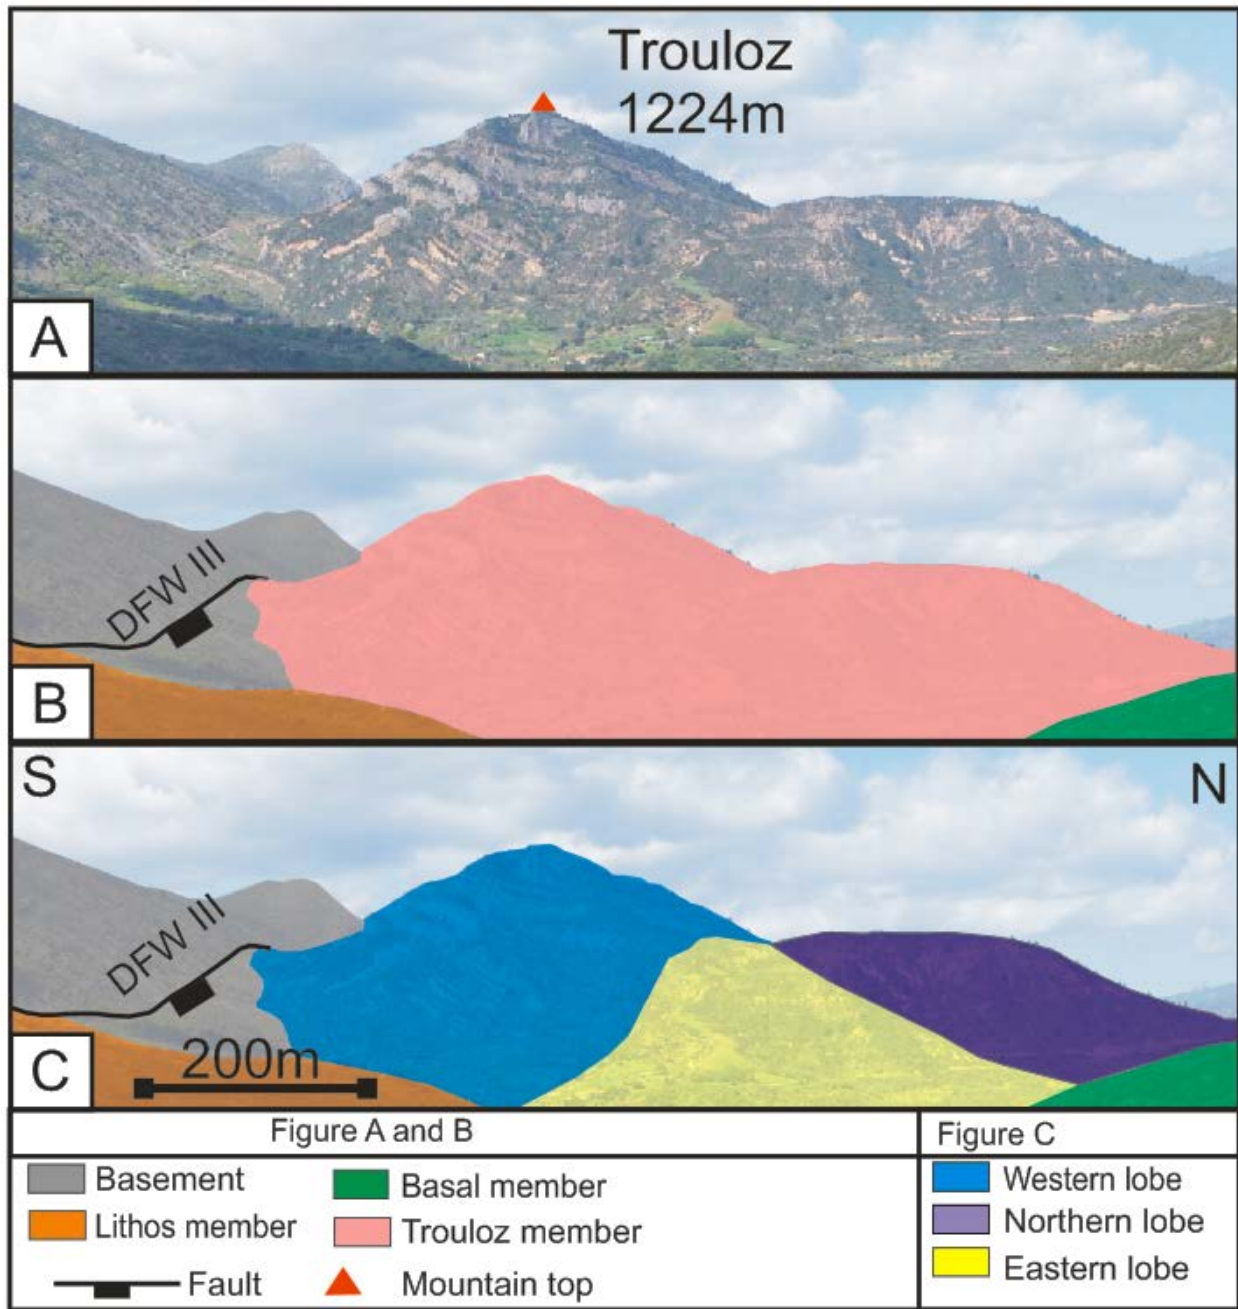 Trouloz
1224m
A
DFW III
B
S
N
DFW III
200m
C
Figure A and B
Figure C
Basement
Basal member
Western lobe
Lithos member
Trouloz member
Northern lobe
Fault
Mountain top
Eastern lobe